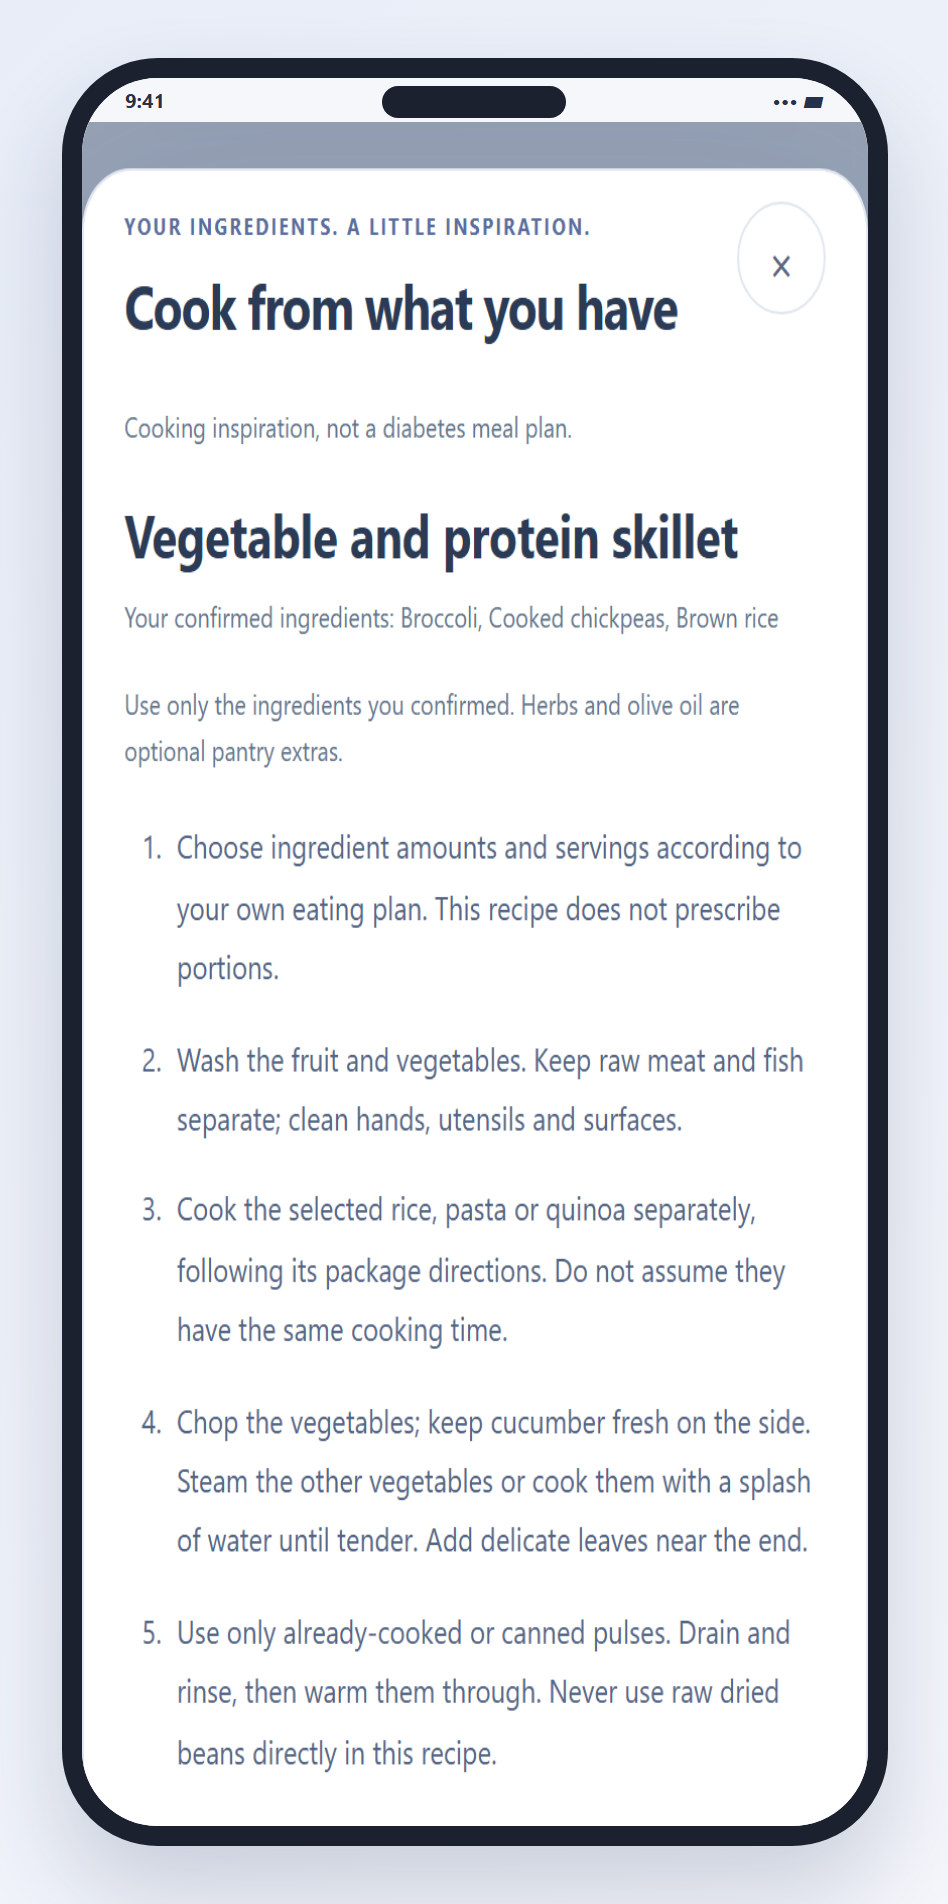 9:41
YOUR INGREDIENTS. A LITTLE INSPIRATION.
×
Cook from what you have
Cooking inspiration, not a diabetes meal plan.
Vegetable and protein skillet
Your confirmed ingredients: Broccoli, Cooked chickpeas, Brown rice
Use only the ingredients you confirmed. Herbs and olive oil are
optional pantry extras.
1. Choose ingredient amounts and servings according to
your own eating plan. This recipe does not prescribe
portions.
2. Wash the fruit and vegetables. Keep raw meat and fish
separate; clean hands, utensils and surfaces.
3. Cook the selected rice, pasta or quinoa separately,
following its package directions. Do not assume they
have the same cooking time.
4. Chop the vegetables; keep cucumber fresh on the side.
Steam the other vegetables or cook them with a splash
of water until tender. Add delicate leaves near the end.
5. Use only already-cooked or canned pulses. Drain and
rinse, then warm them through. Never use raw dried
beans directly in this recipe.